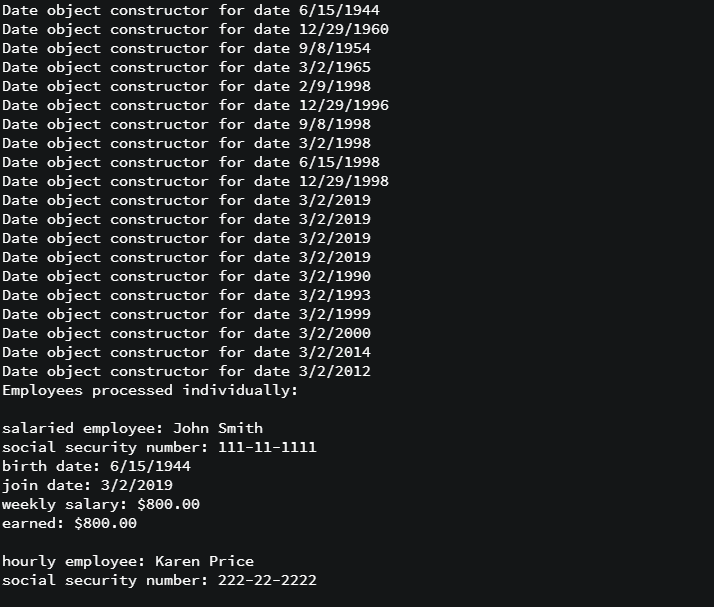 Date object constructor for date 6/15/1944
Date object constructor for date 12/29/1960
Date object constructor for date 9/8/1954
Date object constructor for date 3/2/1965
Date object constructor for date 2/9/1998
Date object constructor for date 12/29/1996
Date object constructor for date 9/8/1998
Date object constructor for date 3/2/1998
Date object constructor for date 6/15/1998
Date object constructor for date 12/29/1998
Date object constructor for date 3/2/2019
Date object constructor for date 3/2/2019
Date object constructor for date 3/2/2019
Date object constructor for date 3/2/2019
Date object constructor for date 3/2/1990
Date object constructor for date 3/2/1993
Date object constructor for date 3/2/1999
Date object constructor for date 3/2/2000
Date object constructor for date 3/2/2014
Date object constructor for date 3/2/2012
Employees processed individually:

salaried employee: John Smith
social security number: 111-11-1111
birth date: 6/15/1944
join date: 3/2/2019
weekly salary: $800.00
earned: $800.00

hourly employee: Karen Price
social security number: 222-22-2222